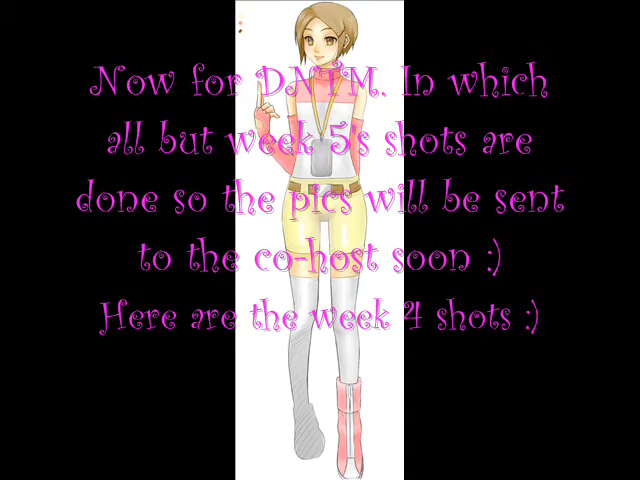 Now for DNTM. In which
all but week 5's shots are
done so the pics will be sent
to the co-host soon :)
Here are the week 4 shots :)